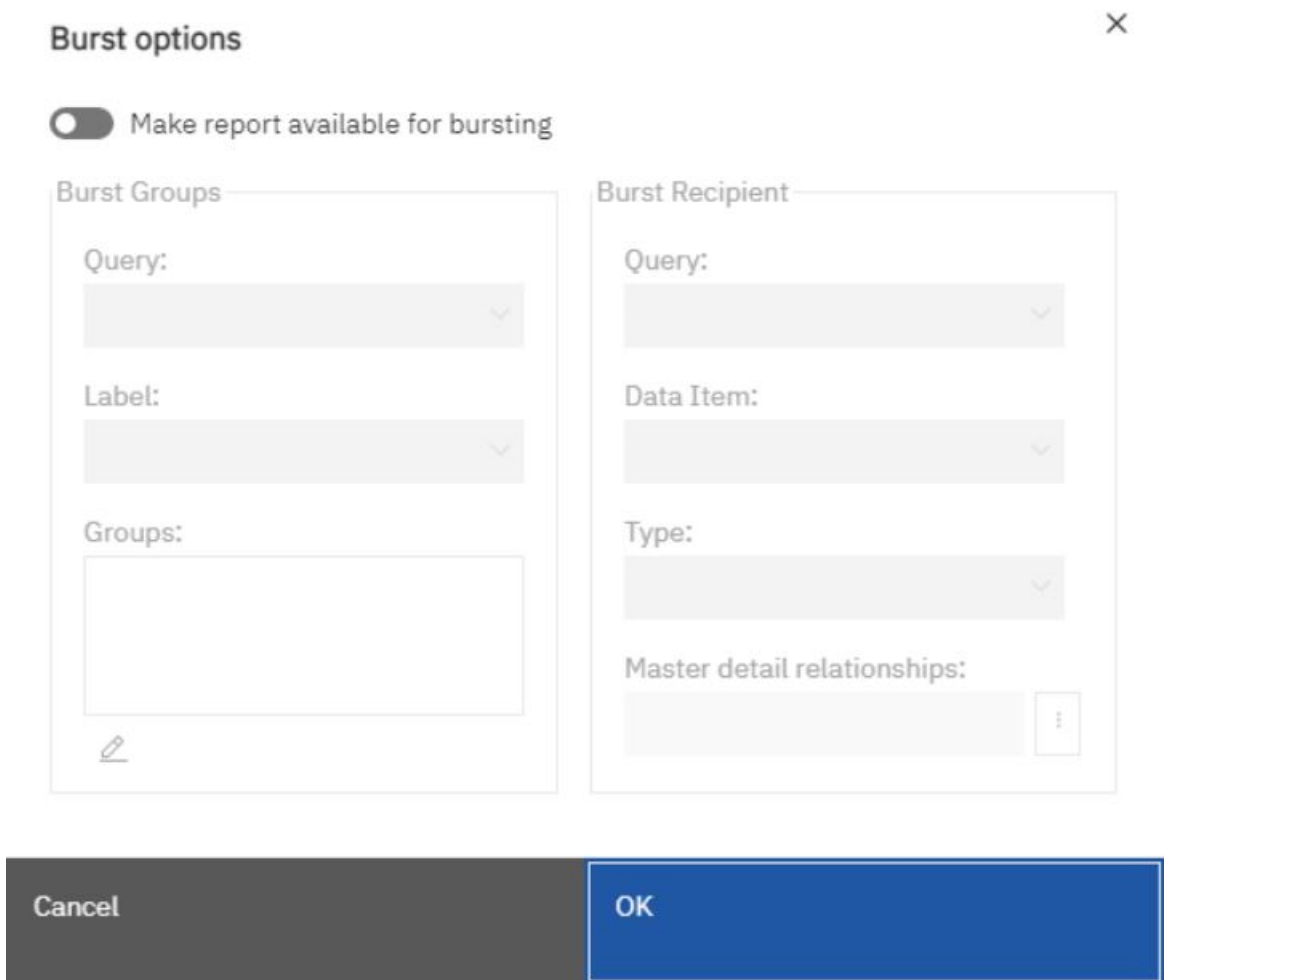 Burst options
Make report available for bursting
Burst Groups
Query:
Label:
Groups:
Burst Recipient
Query:
Data Item:
Type:
Master detail relationships:
Cancel
OK